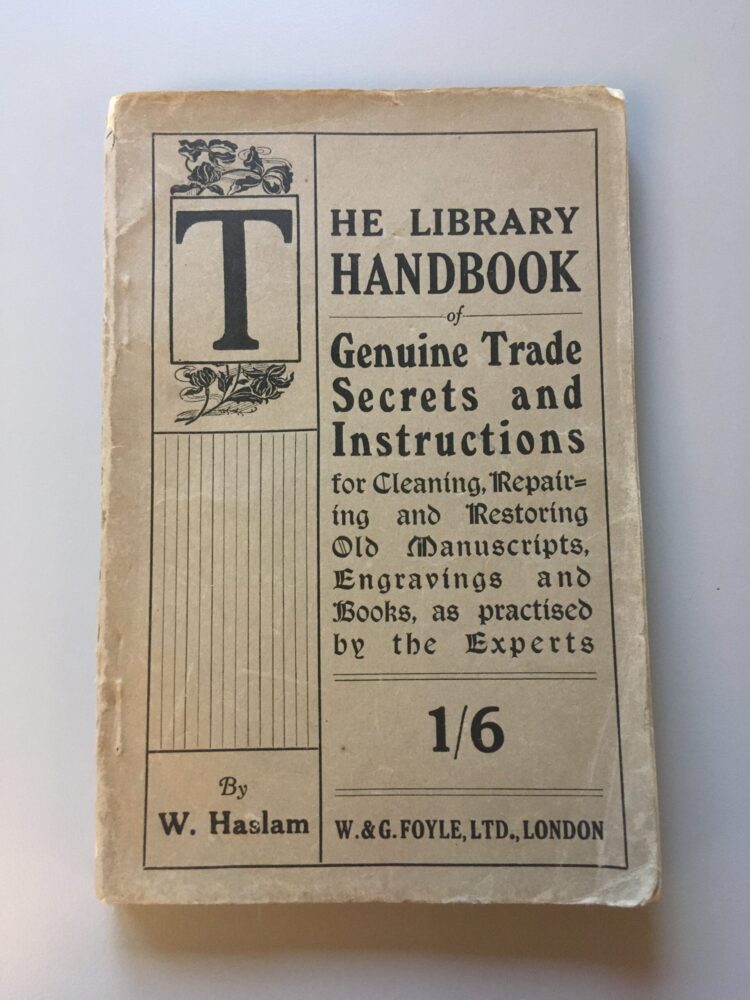 THE LIBRARY
HANDBOOK
of
Genuine Trade
Secrets and
Instructions
for Cleaning, Repair=
ing and Restoring
Old Manuscripts,
Engravings and
Books, as practised
by the Experts
1/6
By
W. Haslam
W. & G. FOYLE, LTD., LONDON